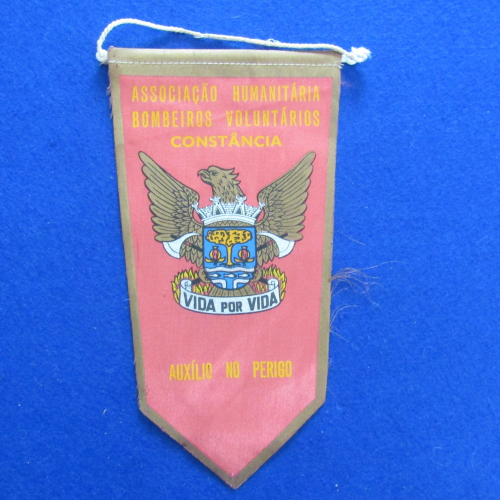 ASSOCIAÇÃO HUMANITÁRIA
BOMBEIROS VOLUNTÁRIOS
CONSTÂNCIA
VIDA POR VIDA
AUXÍLIO NO PERIGO